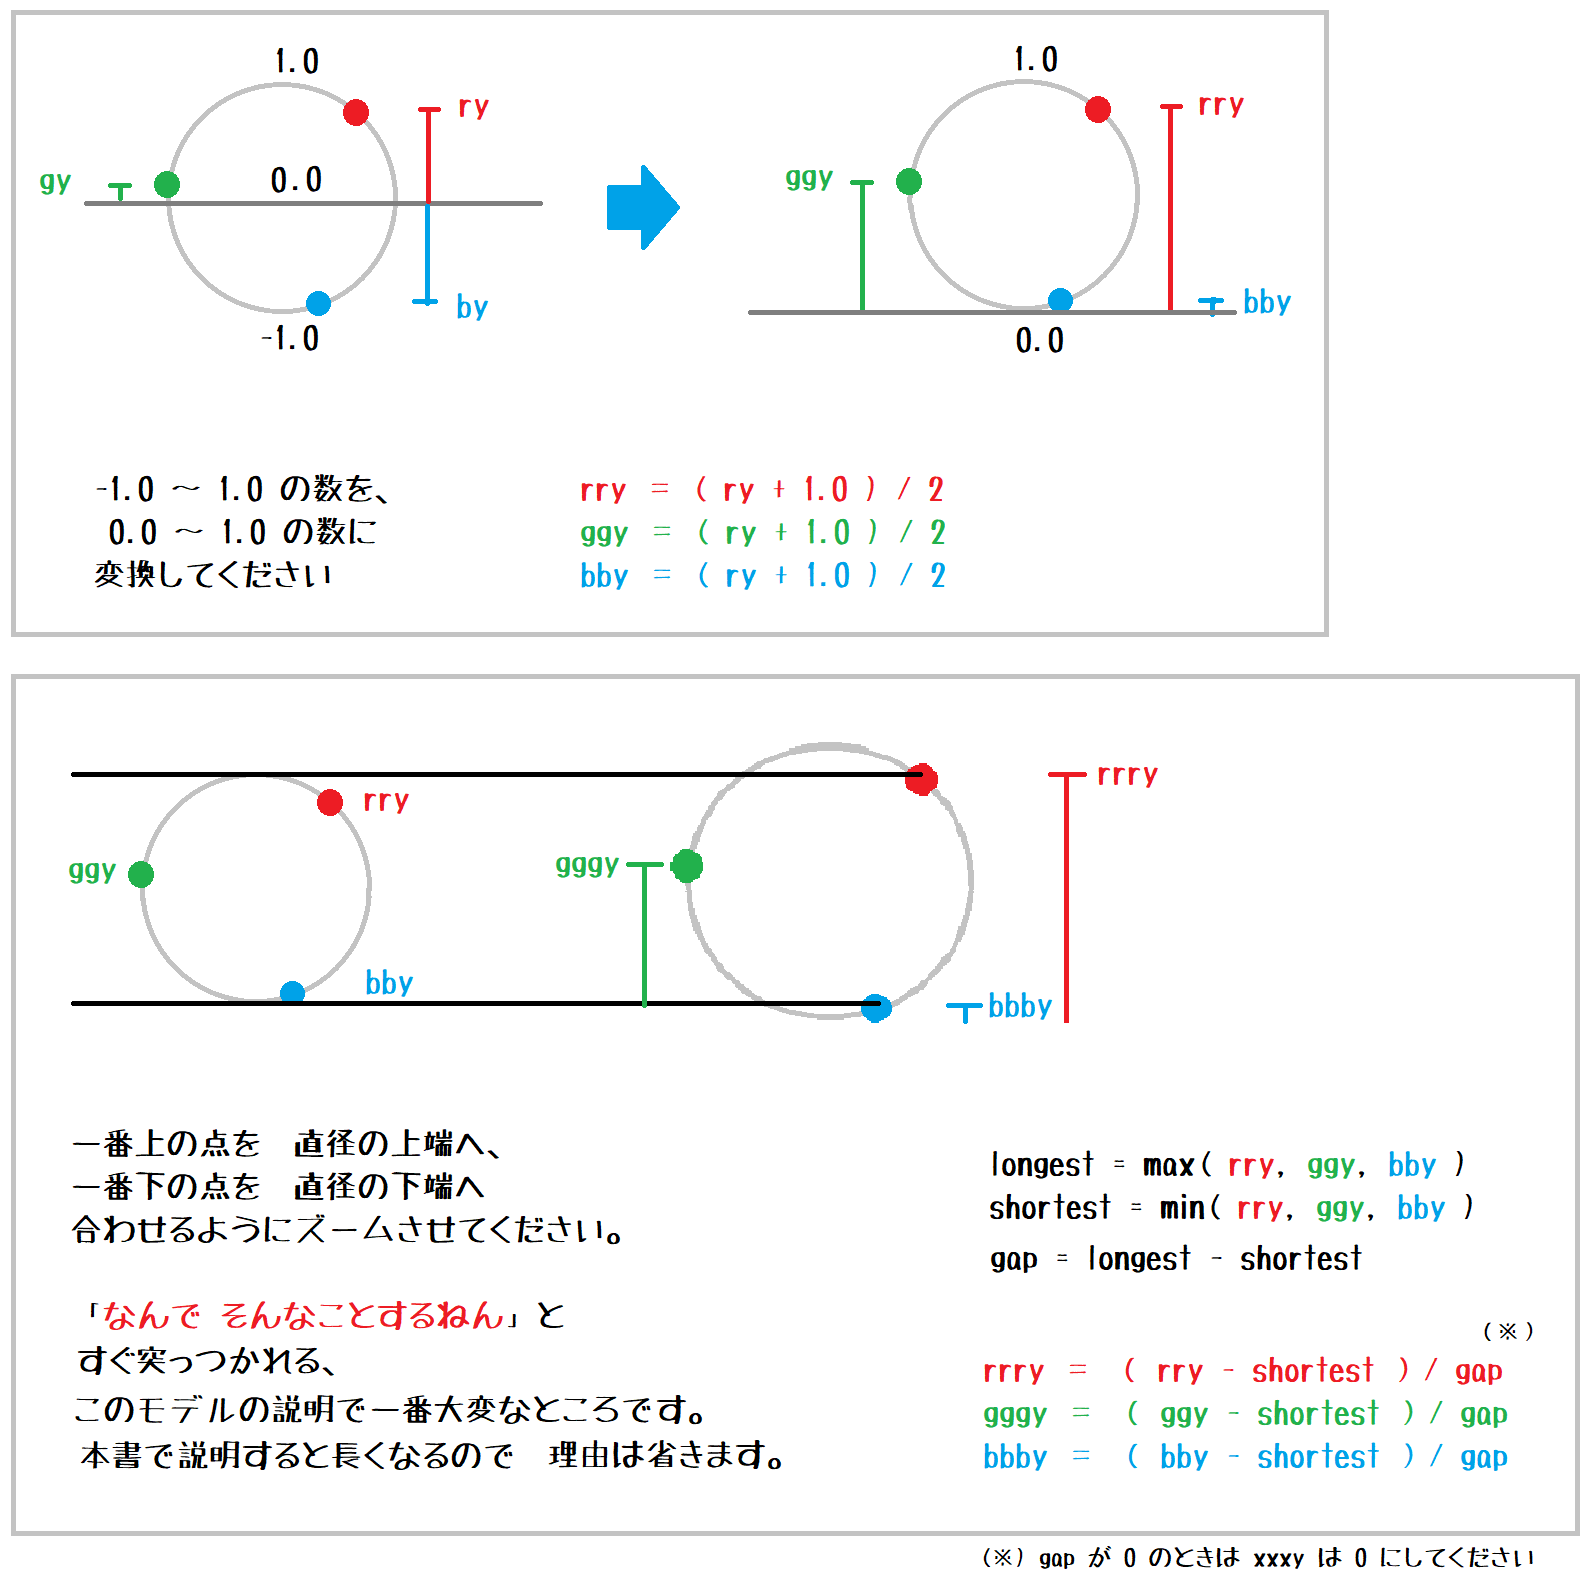 1.0
ry
gy
0.0
by
-1.0
1.0
rry
ggy
bby
0.0
-1.0 ～ 1.0 の数を、
0.0 ～ 1.0 の数に
変換してください
rry = ( ry + 1.0 ) / 2
ggy = ( ry + 1.0 ) / 2
bby = ( ry + 1.0 ) / 2
rry
ggy
bby
gggy
rrry
bbby
一番上の点を 直径の上端へ、
一番下の点を 直径の下端へ
合わせるようにズームさせてください。
「なんで そんなことするねん」と
すぐ突っつかれる、
このモデルの説明で一番大変なところです。
本書で説明すると長くなるので 理由は省きます。
longest = max( rry, ggy, bby )
shortest = min( rry, ggy, bby )
gap = longest - shortest
(※)
rrry = ( rry - shortest ) / gap
gggy = ( ggy - shortest ) / gap
bbby = ( bby - shortest ) / gap
(※) gap が 0 のときは xxxy は 0 にしてください